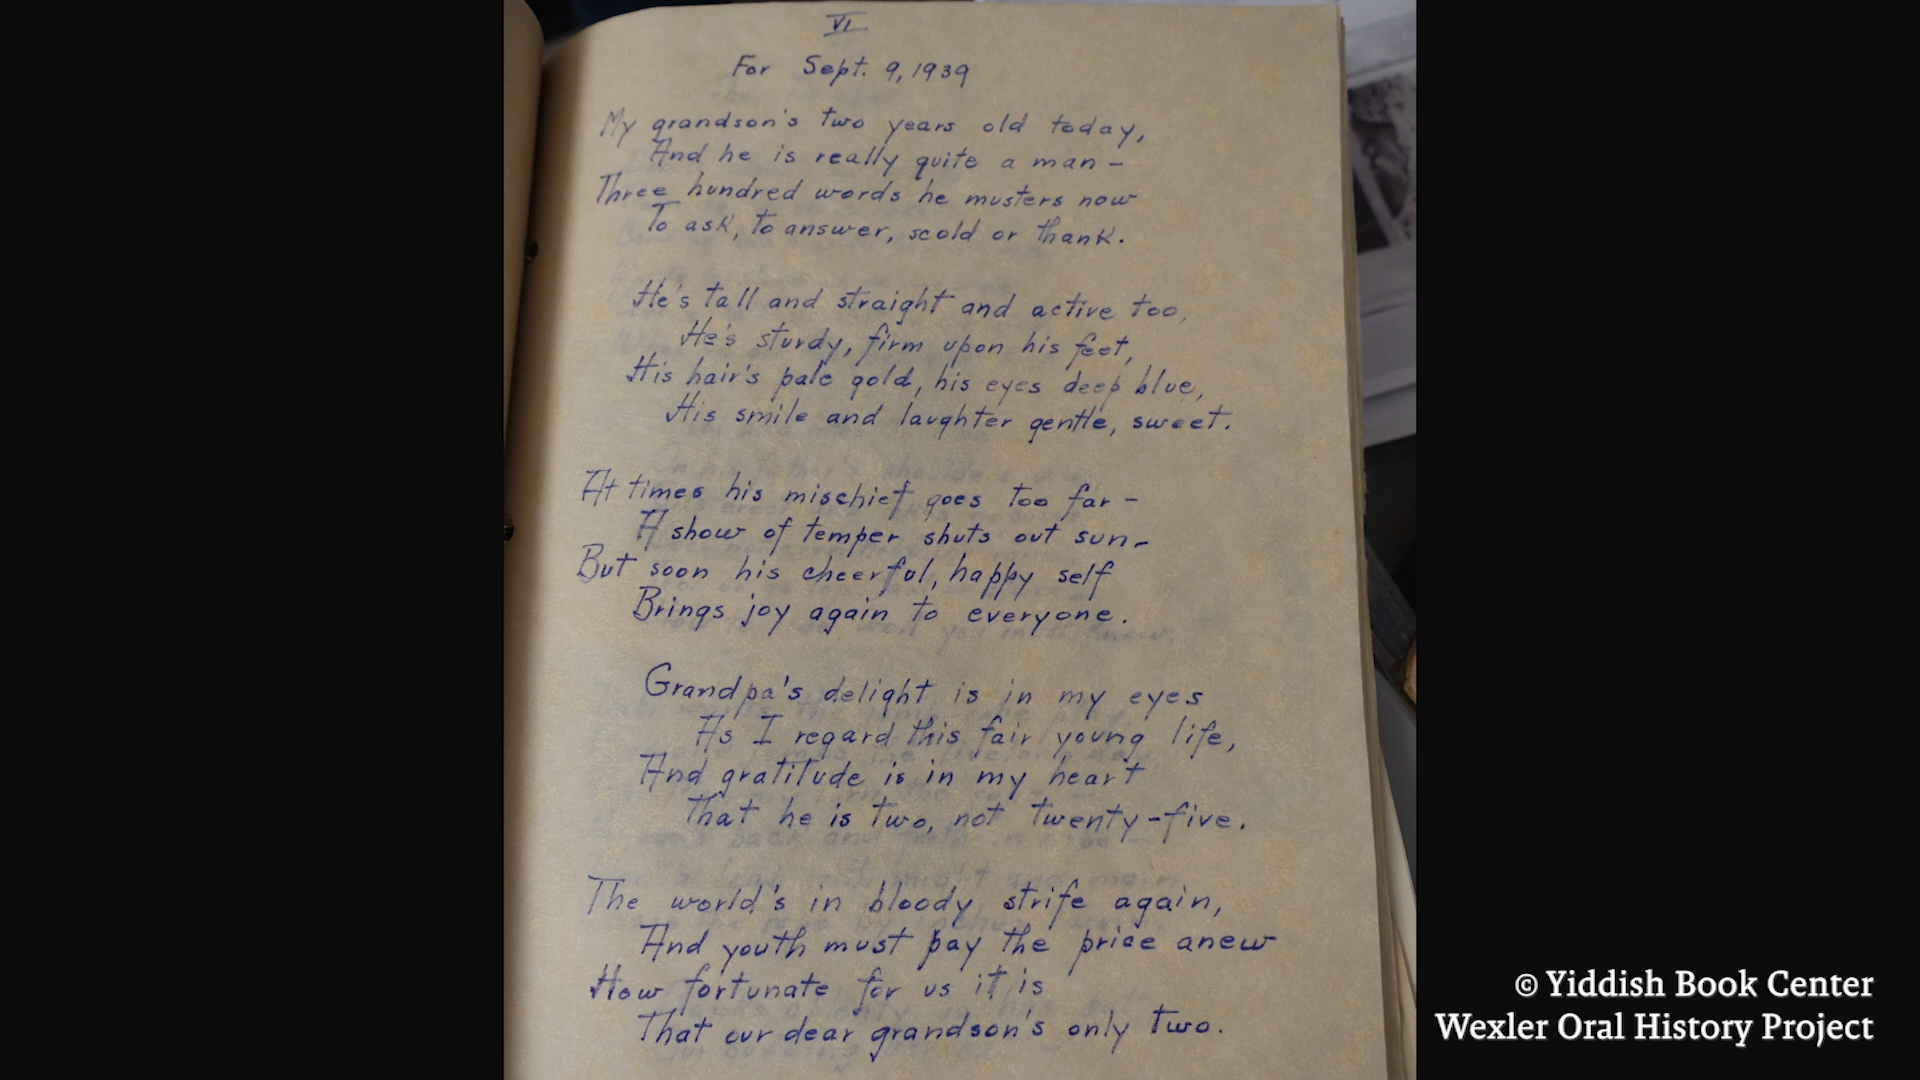 VI
For Sept. 9, 1939
My grandson's two years old today,
And he is really quite a man –
Three hundred words he musters now
To ask, to answer, scold or thank.
He's tall and straight and active too,
He's sturdy, firm upon his feet,
His hair's pale gold, his eyes deep blue,
His smile and laughter gentle, sweet.
At times his mischief goes too far –
A show of temper shuts out sun –
But soon his cheerful, happy self
Brings joy again to everyone.
Grandpa's delight is in my eyes
As I regard this fair young life,
And gratitude is in my heart
That he is two, not twenty-five.
The world's in bloody strife again,
And youth must pay the price anew
How fortunate for us it is
That our dear grandson's only two.
© Yiddish Book Center
Wexler Oral History Project